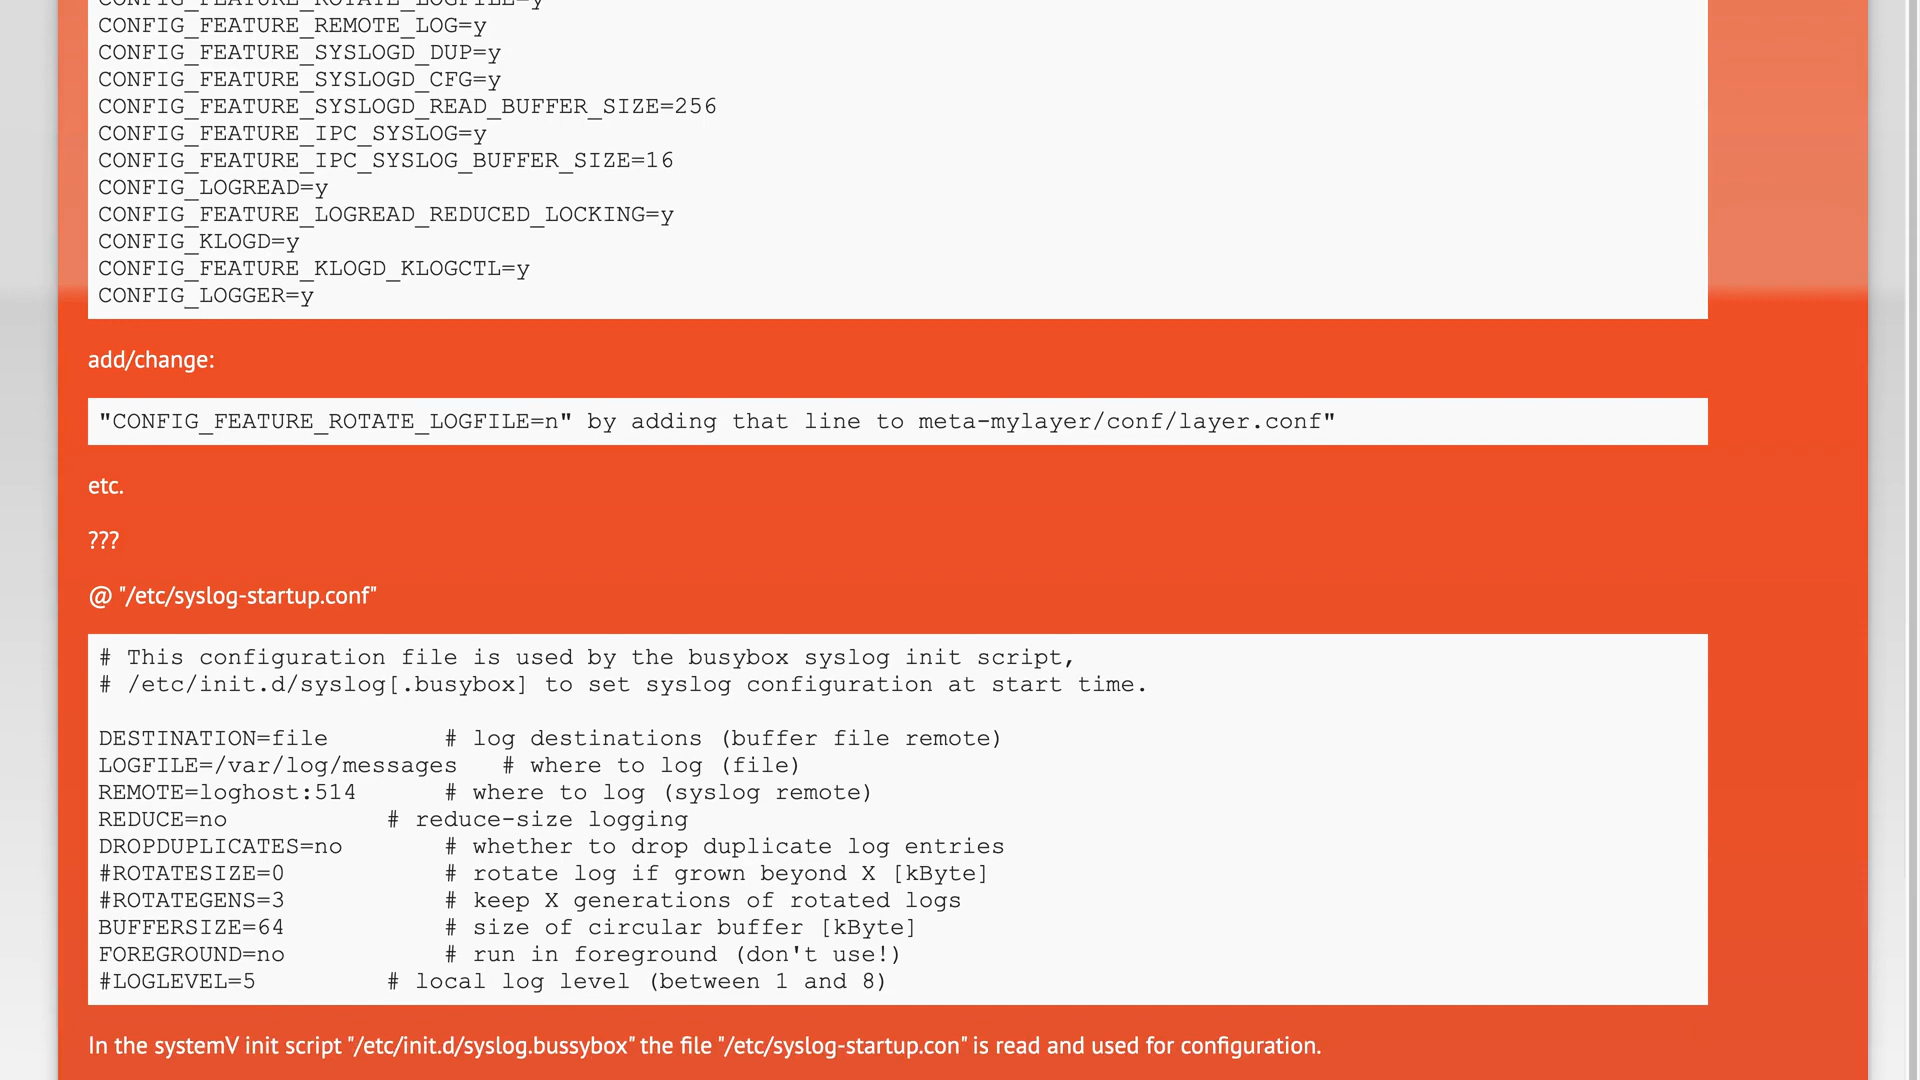 CONFIG_FEATURE_ROTATE_LOGFILE=y
CONFIG_FEATURE_REMOTE_LOG=y
CONFIG_FEATURE_SYSLOGD_DUP=y
CONFIG_FEATURE_SYSLOGD_CFG=y
CONFIG_FEATURE_SYSLOGD_READ_BUFFER_SIZE=256
CONFIG_FEATURE_IPC_SYSLOG=y
CONFIG_FEATURE_IPC_SYSLOG_BUFFER_SIZE=16
CONFIG_LOGREAD=y
CONFIG_FEATURE_LOGREAD_REDUCED_LOCKING=y
CONFIG_KLOGD=y
CONFIG_FEATURE_KLOGD_KLOGCTL=y
CONFIG_LOGGER=y
add/change:
"CONFIG_FEATURE_ROTATE_LOGFILE=n" by adding that line to meta-mylayer/conf/layer.conf"
etc.
???
@ "/etc/syslog-startup.conf"
# This configuration file is used by the busybox syslog init script,
# /etc/init.d/syslog[.busybox] to set syslog configuration at start time.
DESTINATION=file        # log destinations (buffer file remote)
LOGFILE=/var/log/messages   # where to log (file)
REMOTE=loghost:514      # where to log (syslog remote)
REDUCE=no           # reduce-size logging
DROPDUPLICATES=no       # whether to drop duplicate log entries
#ROTATESIZE=0           # rotate log if grown beyond X [kByte]
#ROTATEGENS=3           # keep X generations of rotated logs
BUFFERSIZE=64           # size of circular buffer [kByte]
FOREGROUND=no           # run in foreground (don't use!)
#LOGLEVEL=5         # local log level (between 1 and 8)
In the systemV init script "/etc/init.d/syslog.bussybox" the file "/etc/syslog-startup.con" is read and used for configuration.